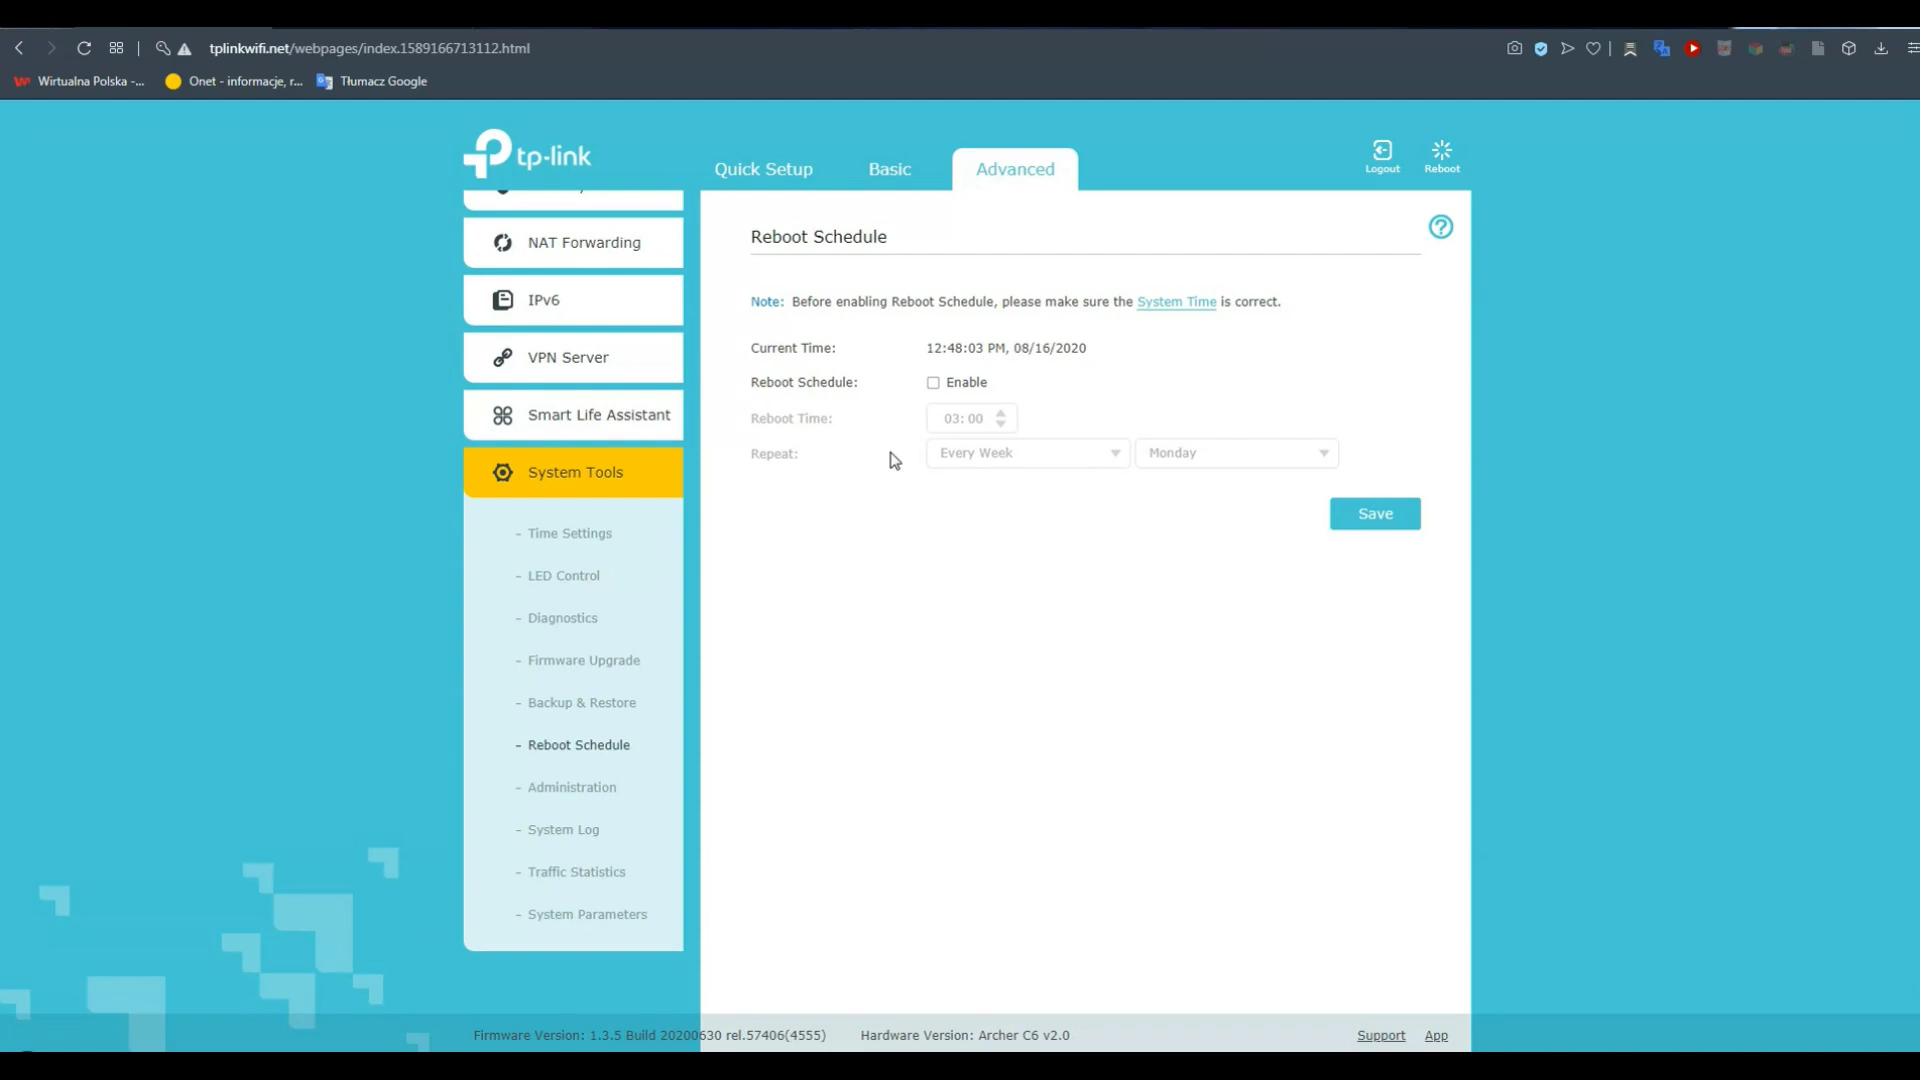 tplinkwifi.net/webpages/index.1589166713112.html
Wirtualna Polska -...
Onet - informacje, r...
Tłumacz Google
tp-link
Quick Setup
Basic
Advanced
Logout
Reboot
NAT Forwarding
IPv6
VPN Server
Smart Life Assistant
System Tools
- Time Settings
- LED Control
- Diagnostics
- Firmware Upgrade
- Backup & Restore
- Reboot Schedule
- Administration
- System Log
- Traffic Statistics
- System Parameters
Reboot Schedule
Note: Before enabling Reboot Schedule, please make sure the System Time is correct.
Current Time: 12:48:03 PM, 08/16/2020
Reboot Schedule: Enable
Reboot Time: 03: 00
Repeat: Every Week Monday
Save
Firmware Version: 1.3.5 Build 20200630 rel.57406(4555) Hardware Version: Archer C6 v2.0 Support App